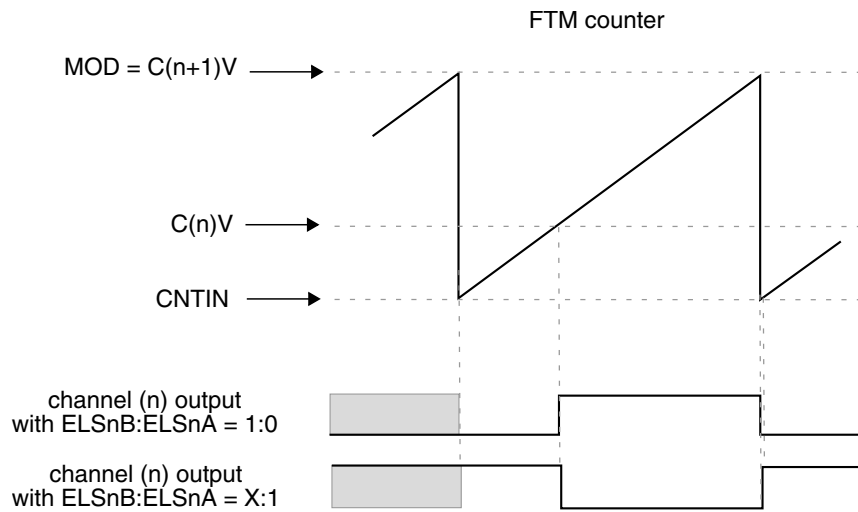 FTM counter
MOD = C(n+1)V
C(n)V
CNTIN
channel (n) output
with ELSnB:ELSnA = 1:0
channel (n) output
with ELSnB:ELSnA = X:1